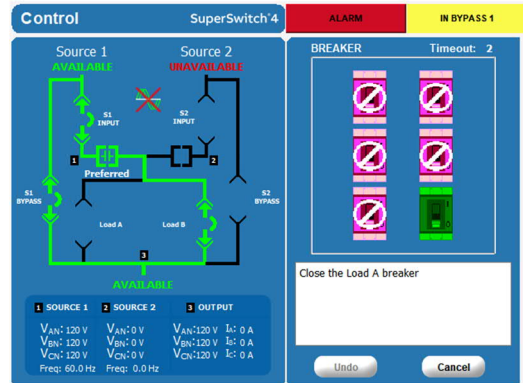 Control
SuperSwitch'4
ALARM
IN BYPASS 1
Source 1
AVAILABLE
Source 2
UNAVAILABLE
S1
INPUT
S2
INPUT
1
2
Preferred
S1
BYPASS
S2
BYPASS
Load A
Load B
3
AVAILABLE
1 SOURCE 1
VAN: 120 V
VBN: 120 V
VCN: 120 V
Freq: 60.0 Hz
2 SOURCE 2
VAN: 0 V
VBN: 0 V
VCN: 0 V
Freq: 0.0 Hz
3 OUTPUT
VAN: 120 V IA: 0 A
VBN: 120 V IB: 0 A
VCN: 120 V IC: 0 A
BREAKER
Timeout: 2
I
O
Close the Load A breaker
Undo
Cancel